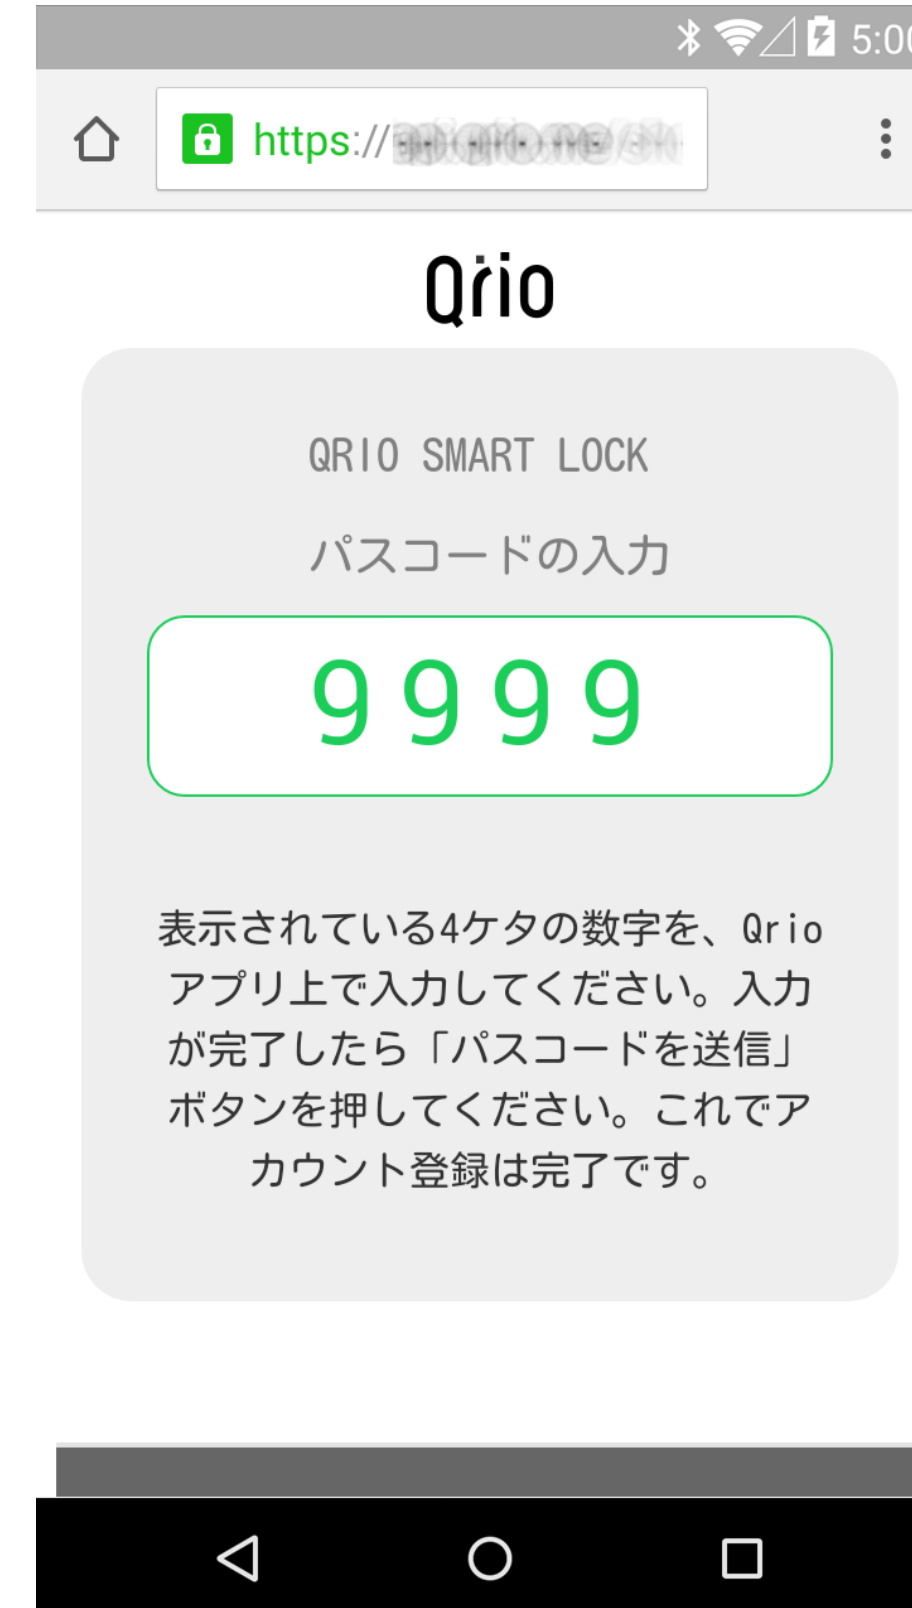 5:00
https://
Qrio
QRIO SMART LOCK
パスコードの入力
9999
表示されている4ケタの数字を、Qrio
アプリ上で入力してください。入力
が完了したら「パスコードを送信」
ボタンを押してください。これでア
カウント登録は完了です。